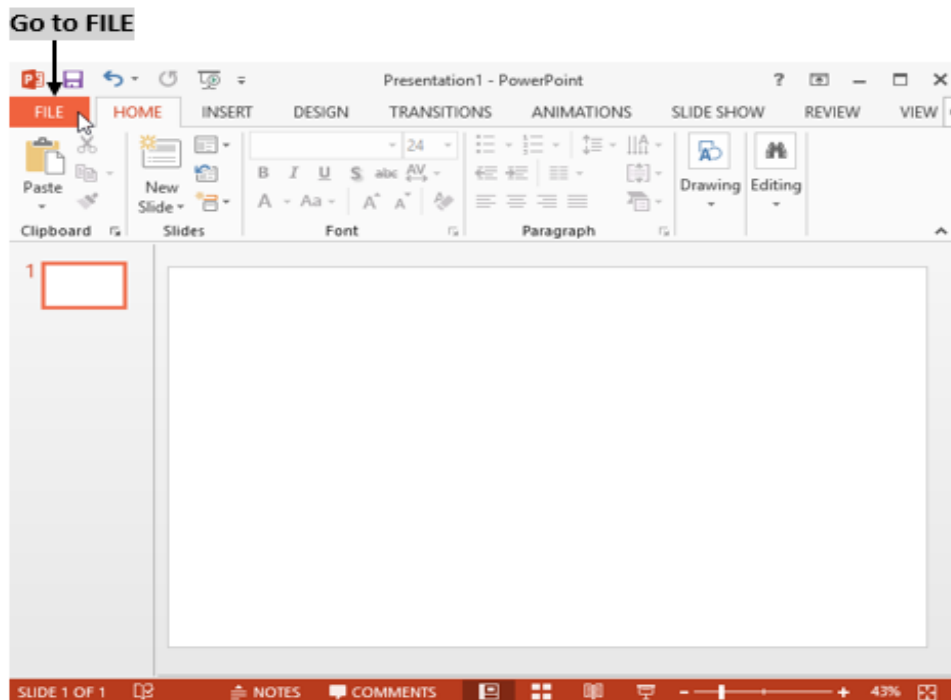 Go to FILE
Presentation1 - PowerPoint
FILE HOME INSERT DESIGN TRANSITIONS ANIMATIONS SLIDE SHOW REVIEW VIEW
Paste
New
Slide
24
B I U S abc AV
A Aa A A
Drawing
Editing
Clipboard Slides Font Paragraph
1
SLIDE 1 OF 1 NOTES COMMENTS 43%